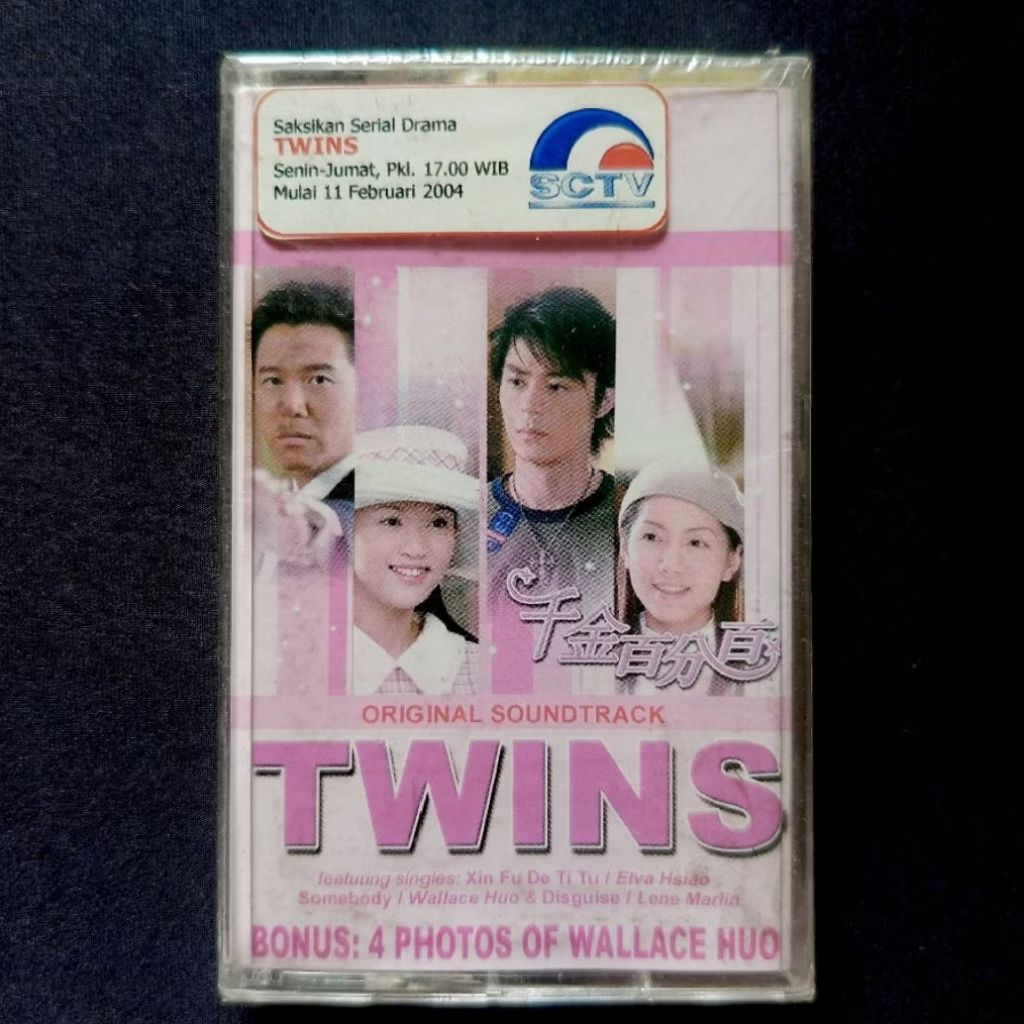 Saksikan Serial Drama
TWINS
Senin-Jumat, Pkl. 17.00 WIB
Mulai 11 Februari 2004
SCTV
千金百分百
ORIGINAL SOUNDTRACK
TWINS
featuring singles: Xin Fu De Ti Tu / Elva Hsiao
Somebody / Wallace Huo & Disguise / Lene Marlin
BONUS: 4 PHOTOS OF WALLACE HUO